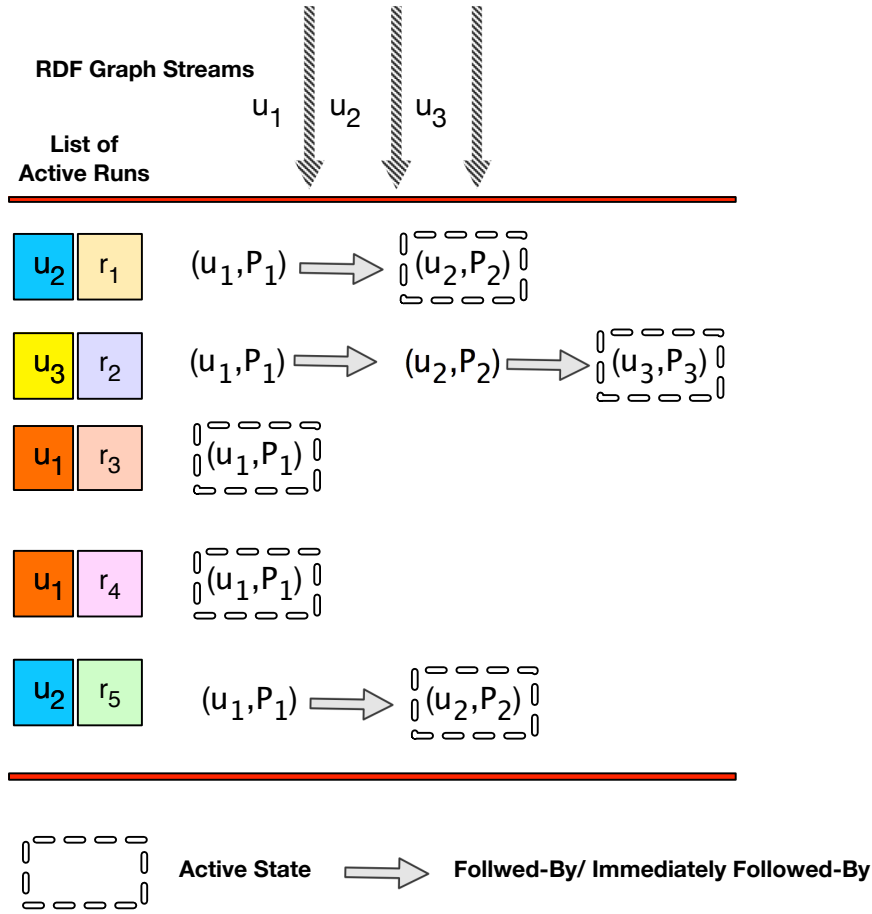 RDF Graph Streams
u1 u2 u3
List of
Active Runs
u2 r1 (u1,P1) (u2,P2)
u3 r2 (u1,P1) (u2,P2) (u3,P3)
u1 r3 (u1,P1)
u1 r4 (u1,P1)
u2 r5 (u1,P1) (u2,P2)
Active State Follwed-By/ Immediately Followed-By